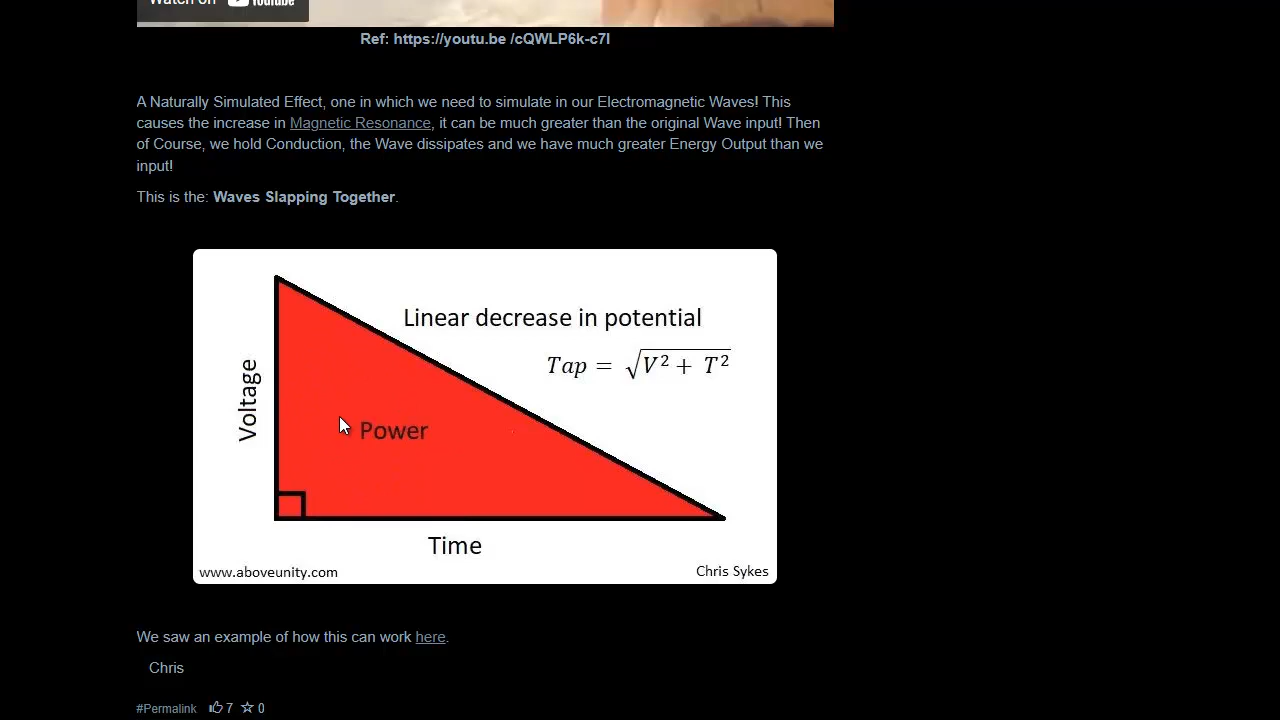 Watch on YouTube
Ref: https://youtu.be /cQWLP6k-c7I
A Naturally Simulated Effect, one in which we need to simulate in our Electromagnetic Waves! This
causes the increase in Magnetic Resonance, it can be much greater than the original Wave input! Then
of Course, we hold Conduction, the Wave dissipates and we have much greater Energy Output than we
input!
This is the: Waves Slapping Together.
Linear decrease in potential
Tap = √V² + T²
Voltage
Power
Time
www.aboveunity.com
Chris Sykes
We saw an example of how this can work here.
Chris
#Permalink 7 0